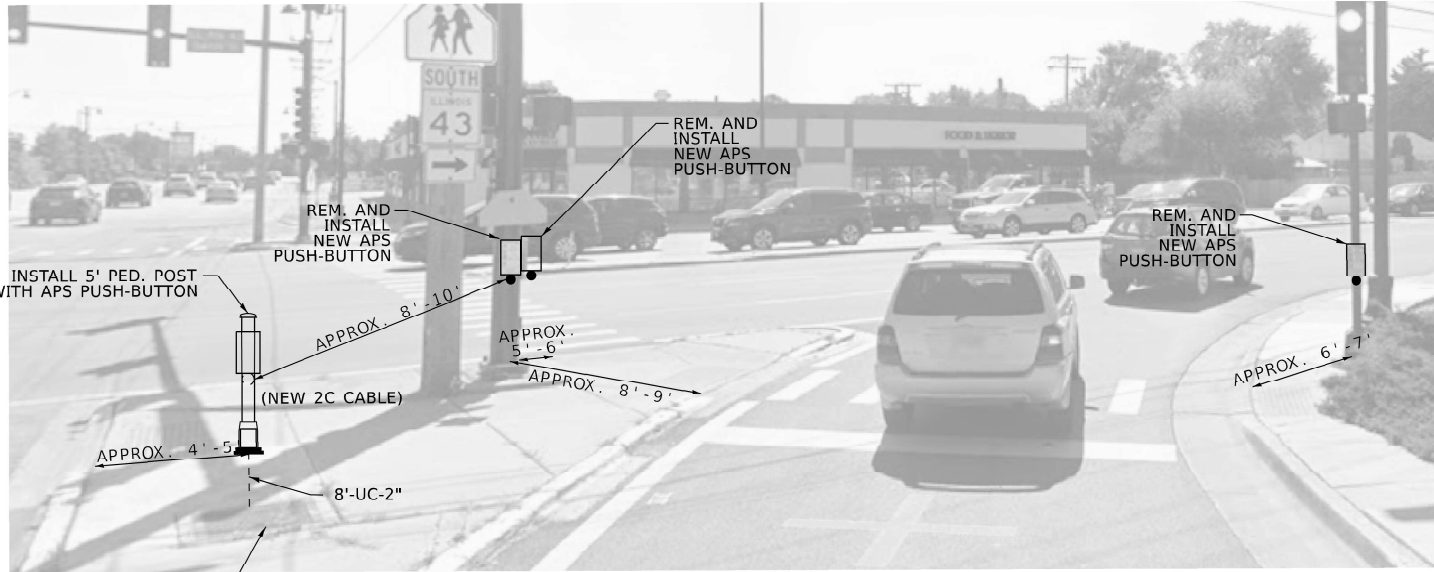 SOUTH
ILLINOIS
43
FOOD & LIQUOR
REM. AND
INSTALL
NEW APS
PUSH-BUTTON
REM. AND
INSTALL
NEW APS
PUSH-BUTTON
REM. AND
INSTALL
NEW APS
PUSH-BUTTON
INSTALL 5' PED. POST
WITH APS PUSH-BUTTON
APPROX. 8'-10"
APPROX.
5'-6"
APPROX. 8'-9"
APPROX. 6'-7"
(NEW 2C CABLE)
APPROX. 4'-5
8'-UC-2"